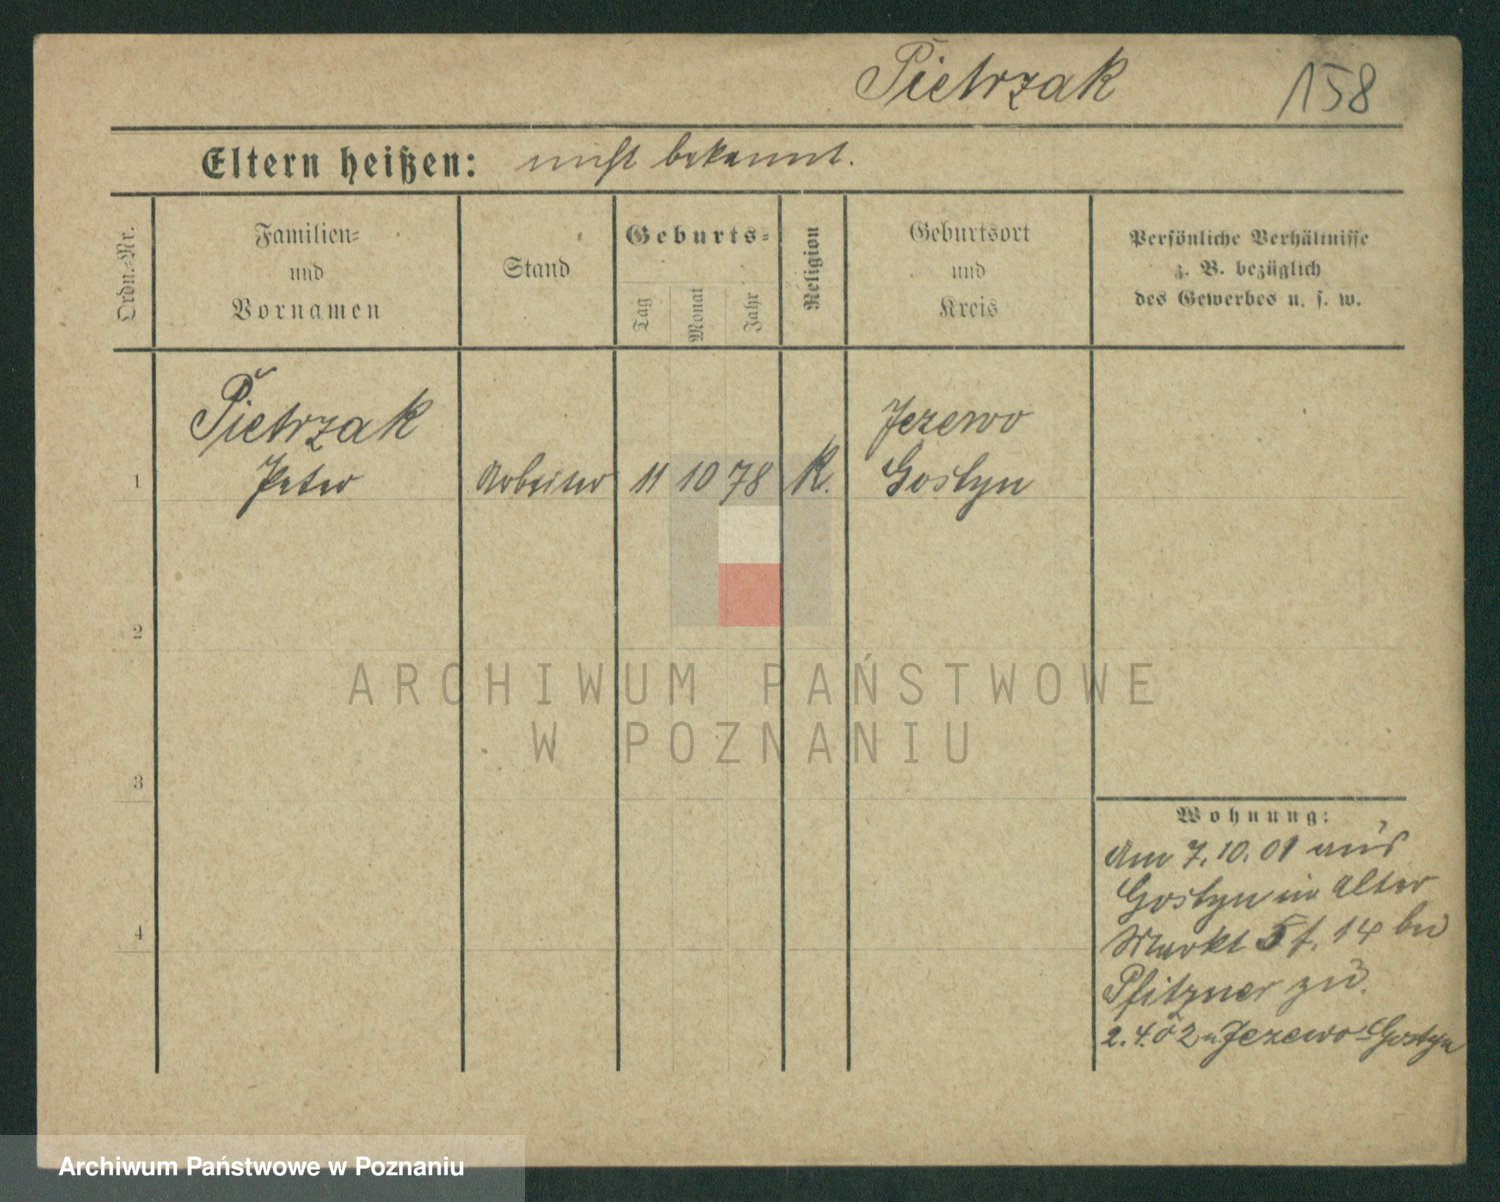 Pietrzak 158
Eltern heißen: nicht bekannt.
Ordn.-Nr.
Familien-
und
Vornamen
Stand
Geburts-
Tag
Monat
Jahr
Religion
Geburtsort
und
Kreis
Persönliche Verhältnisse
z. B. bezüglich
des Gewerbes u. s. w.
Pietrzak Jezewo
1 Peter Arbeiter 11 10 78 K. Gostyn
2
ARCHIWUM PAŃSTWOWE
W POZNANIU
3
4
Wohnung:
Am 7. 10. 01 aus
Gostyn in Alter
Markt 5 f. 14 bei
Pfitzner zu.
2. 4. 02 n Jezewo Gostyn
Archiwum Państwowe w Poznaniu